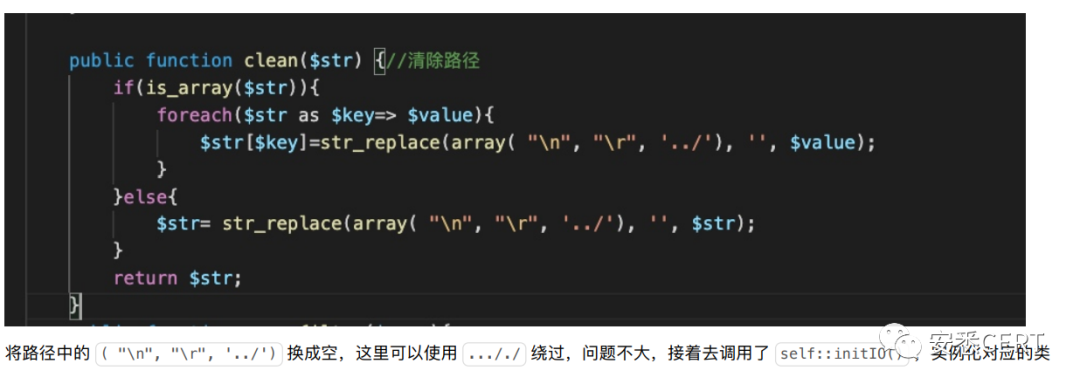 public function clean($str) {//清除路径
if(is_array($str)){
foreach($str as $key=> $value){
$str[$key]=str_replace(array( "\n", "\r", '../'), '', $value);
}
}else{
$str= str_replace(array( "\n", "\r", '../'), '', $str);
}
return $str;
}
将路径中的 ( "\n", "\r", '../') 换成空，这里可以使用 ..././ 绕过，问题不大，接着去调用了 self::initIO() ，实例化对应的类
安悉CERT